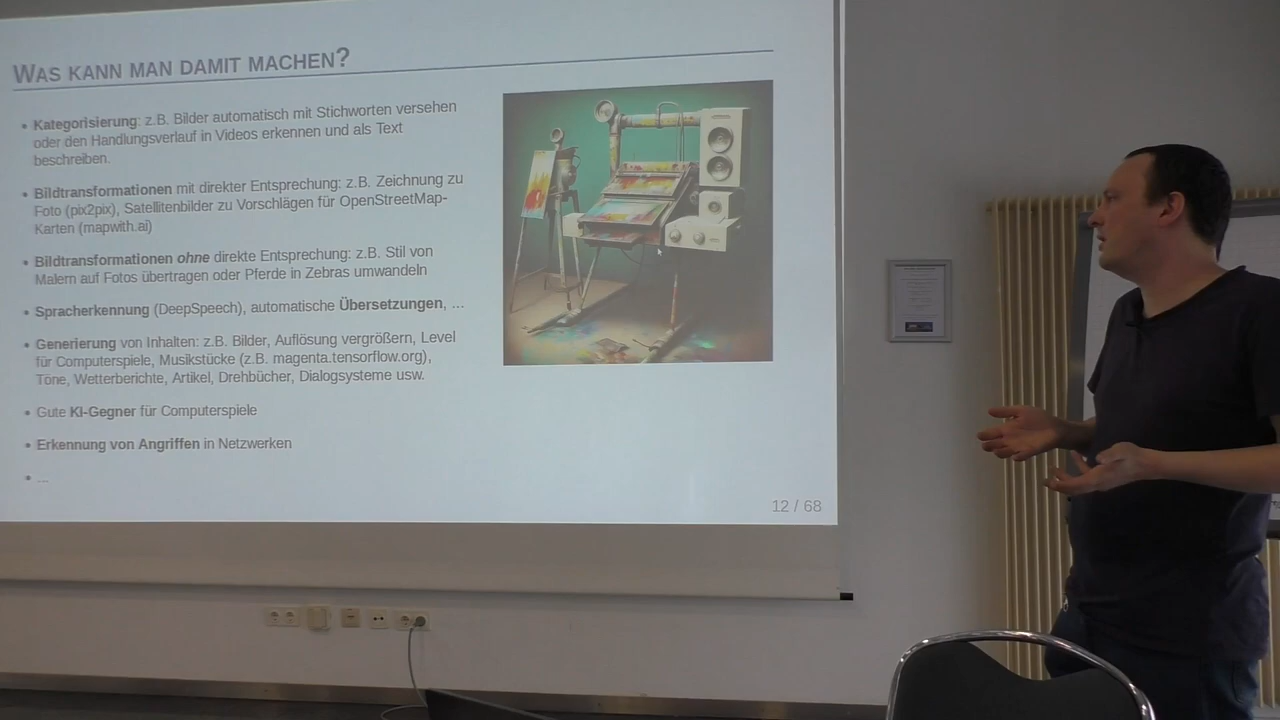 WAS KANN MAN DAMIT MACHEN?
• Kategorisierung: z.B. Bilder automatisch mit Stichworten versehen
oder den Handlungsverlauf in Videos erkennen und als Text
beschreiben.
• Bildtransformationen mit direkter Entsprechung: z.B. Zeichnung zu
Foto (pix2pix), Satellitenbilder zu Vorschlägen für OpenStreetMap-
Karten (mapwith.ai)
• Bildtransformationen ohne direkte Entsprechung: z.B. Stil von
Malern auf Fotos übertragen oder Pferde in Zebras umwandeln
• Spracherkennung (DeepSpeech), automatische Übersetzungen, ...
• Generierung von Inhalten: z.B. Bilder, Auflösung vergrößern, Level
für Computerspiele, Musikstücke (z.B. magenta.tensorflow.org),
Töne, Wetterberichte, Artikel, Drehbücher, Dialogsysteme usw.
• Gute KI-Gegner für Computerspiele
• Erkennung von Angriffen in Netzwerken
• ...
12 / 68